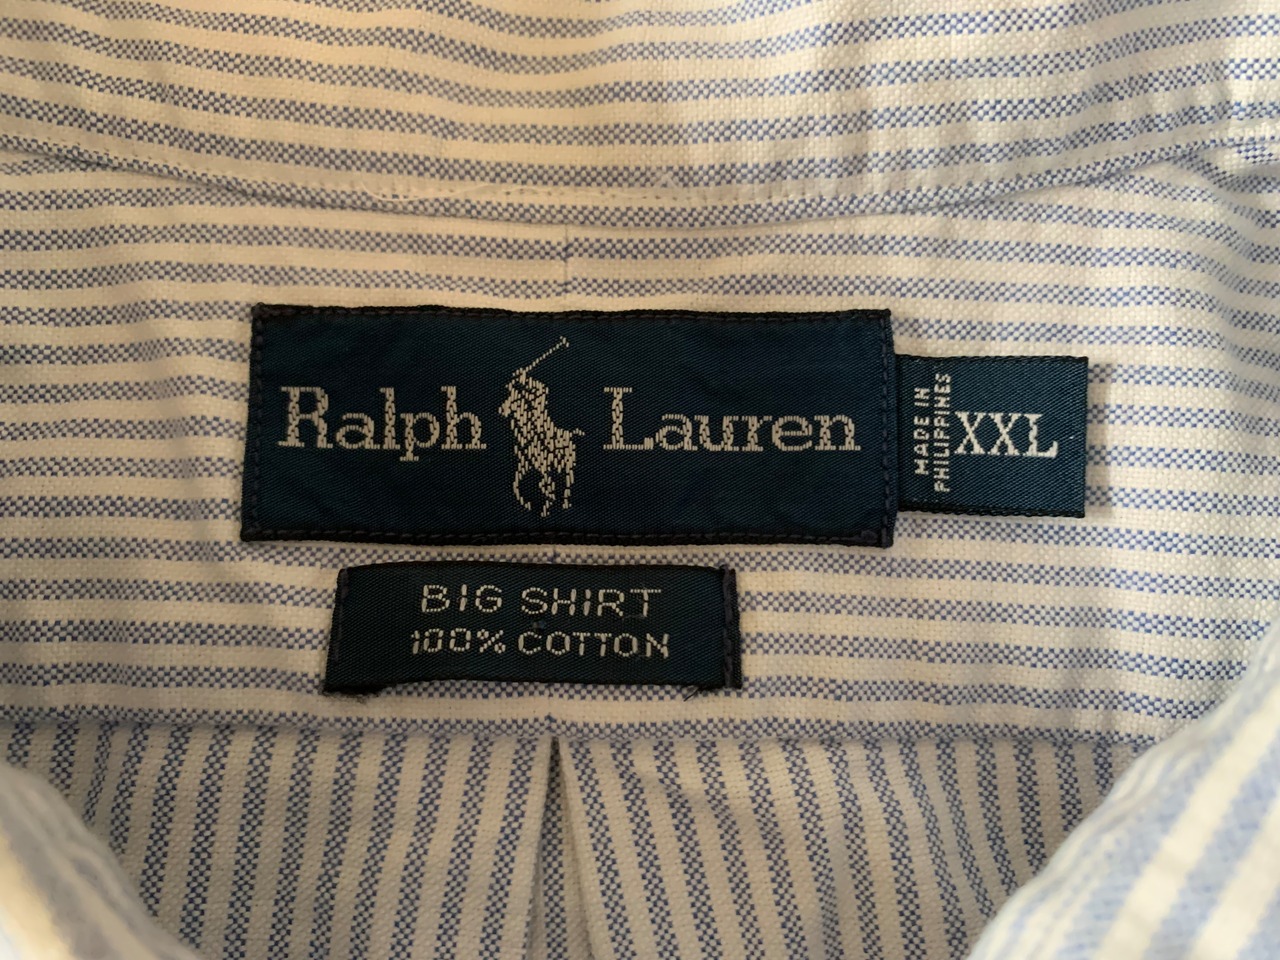 Ralph Lauren
MADE IN
PHILIPPINES
XXL
BIG SHIRT
100% COTTON